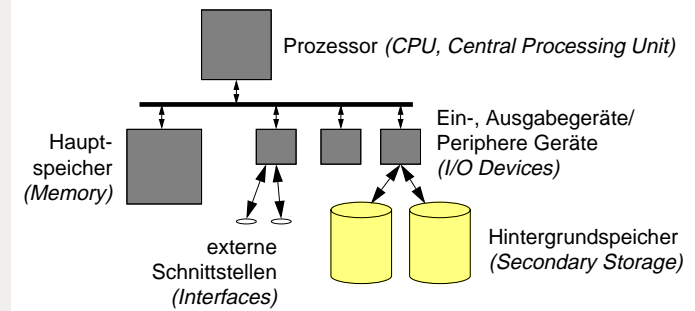 Prozessor (CPU, Central Processing Unit)
Haupt-
speicher
(Memory)
Ein-, Ausgabegeräte/
Periphere Geräte
(I/O Devices)
externe
Schnittstellen
(Interfaces)
Hintergrundspeicher
(Secondary Storage)